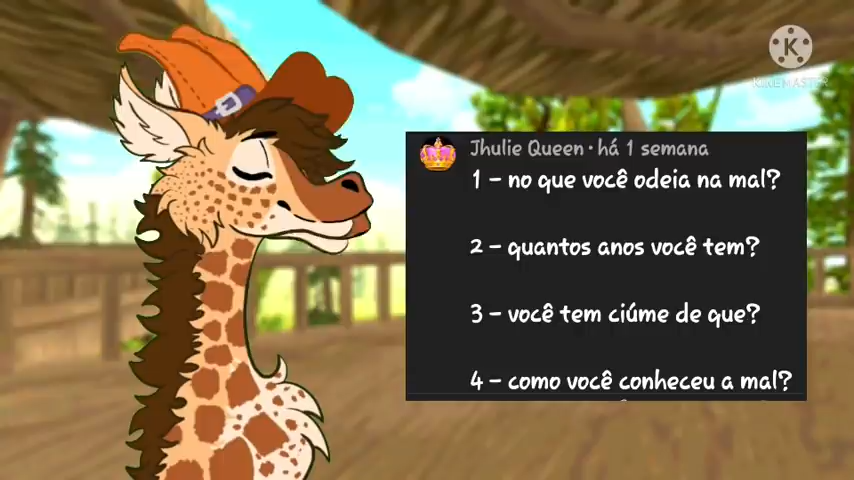 K
KINEMASTER
Jhulie Queen · há 1 semana
1 - no que você odeia na mal?
2 - quantos anos você tem?
3 - você tem ciúme de que?
4 - como você conheceu a mal?